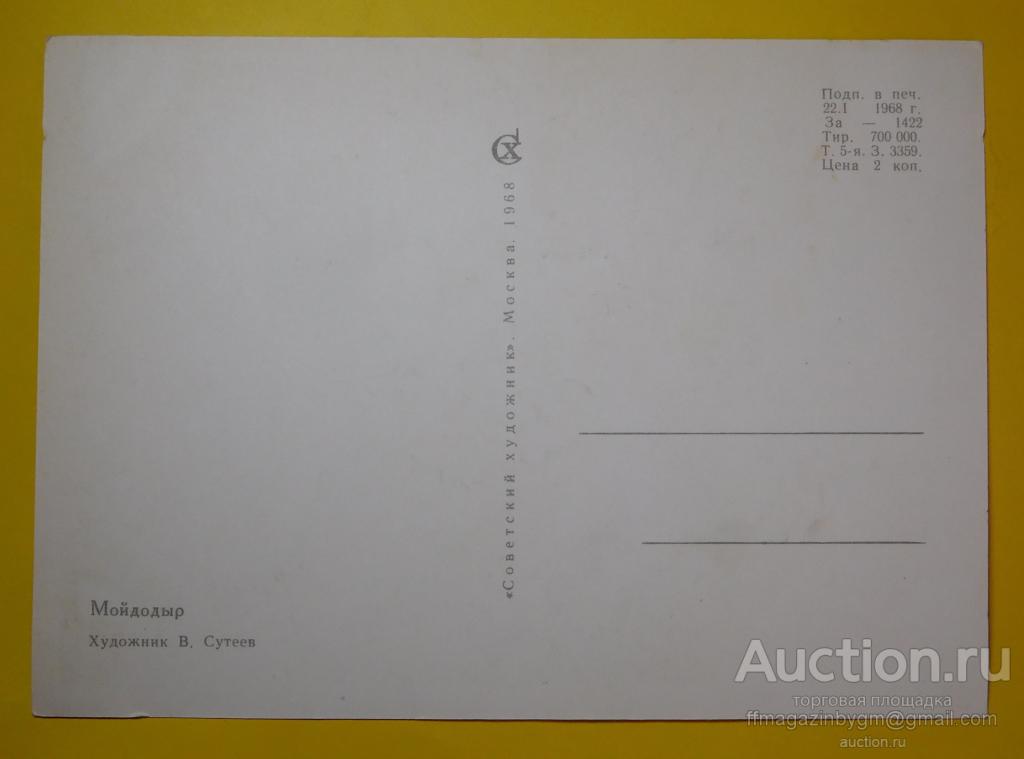 Подп. в печ.
22.I 1968 г.
За — 1422
Тир. 700 000.
Т. 5-я. З. 3359.
Цена 2 коп.
СХ
«Советский художник». Москва. 1968
Мойдодыр
Художник В. Сутеев
Auction.ru
торговая площадка
ffmagazinbygm@gmail.com
auction.ru